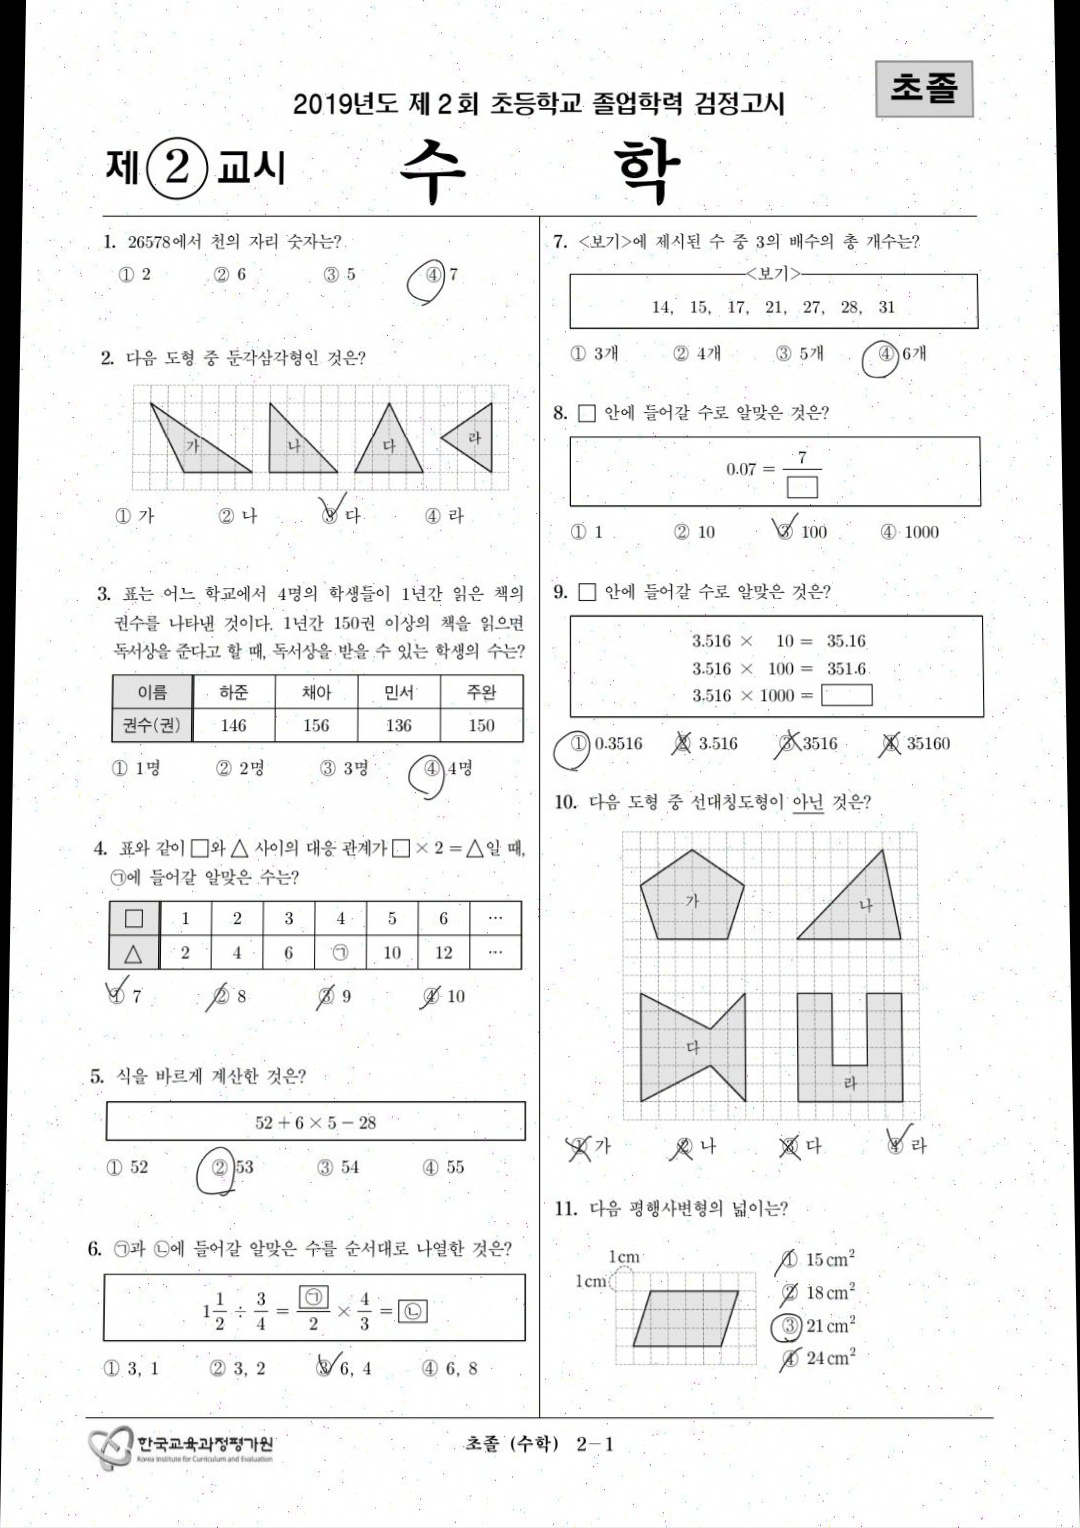 초졸
2019년도 제 2 회 초등학교 졸업학력 검정고시
제 ② 교시 수 학
1. 26578에서 천의 자리 숫자는?
① 2 ② 6 ③ 5 ④ 7
2. 다음 도형 중 둔각삼각형인 것은?
가 나 다 라
① 가 ② 나 ③ 다 ④ 라
3. 표는 어느 학교에서 4명의 학생들이 1년간 읽은 책의
권수를 나타낸 것이다. 1년간 150권 이상의 책을 읽으면
독서상을 준다고 할 때, 독서상을 받을 수 있는 학생의 수는?
이름 하준 채아 민서 주완
권수(권) 146 156 136 150
① 1명 ② 2명 ③ 3명 ④ 4명
4. 표와 같이 □와 △ 사이의 대응 관계가 □ × 2 = △일 때,
㉠에 들어갈 알맞은 수는?
□ 1 2 3 4 5 6 ⋯
△ 2 4 6 ㉠ 10 12 ⋯
① 7 ② 8 ③ 9 ④ 10
5. 식을 바르게 계산한 것은?
52 + 6 × 5 − 28
① 52 ② 53 ③ 54 ④ 55
6. ㉠과 ㉡에 들어갈 알맞은 수를 순서대로 나열한 것은?
1 1/2 ÷ 3/4 = ㉠/2 × 4/3 = ㉡
① 3, 1 ② 3, 2 ③ 6, 4 ④ 6, 8
7. <보기>에 제시된 수 중 3의 배수의 총 개수는?
<보기>
14, 15, 17, 21, 27, 28, 31
① 3개 ② 4개 ③ 5개 ④ 6개
8. □ 안에 들어갈 수로 알맞은 것은?
0.07 = 7/□
① 1 ② 10 ③ 100 ④ 1000
9. □ 안에 들어갈 수로 알맞은 것은?
3.516 × 10 = 35.16
3.516 × 100 = 351.6
3.516 × 1000 = □
① 0.3516 ② 3.516 ③ 3516 ④ 35160
10. 다음 도형 중 선대칭도형이 아닌 것은?
가 나
다 라
① 가 ② 나 ③ 다 ④ 라
11. 다음 평행사변형의 넓이는?
1cm
1cm
① 15cm²
② 18cm²
③ 21cm²
④ 24cm²
한국교육과정평가원
Korea Institute for Curriculum and Evaluation
초졸 (수학) 2−1